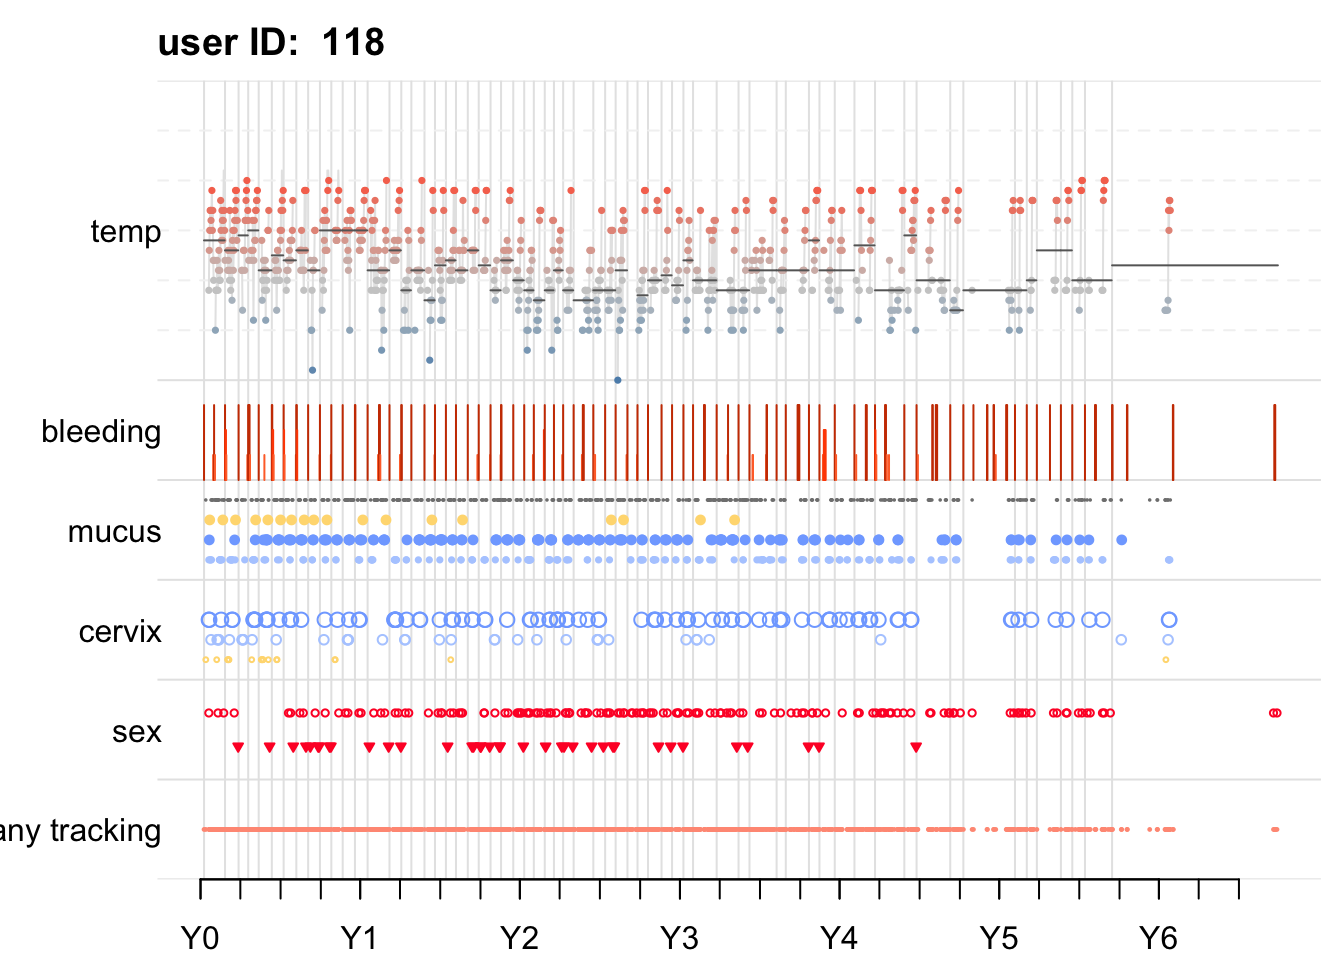 user ID: 118
temp
bleeding
mucus
cervix
sex
any tracking
Y0 Y1 Y2 Y3 Y4 Y5 Y6